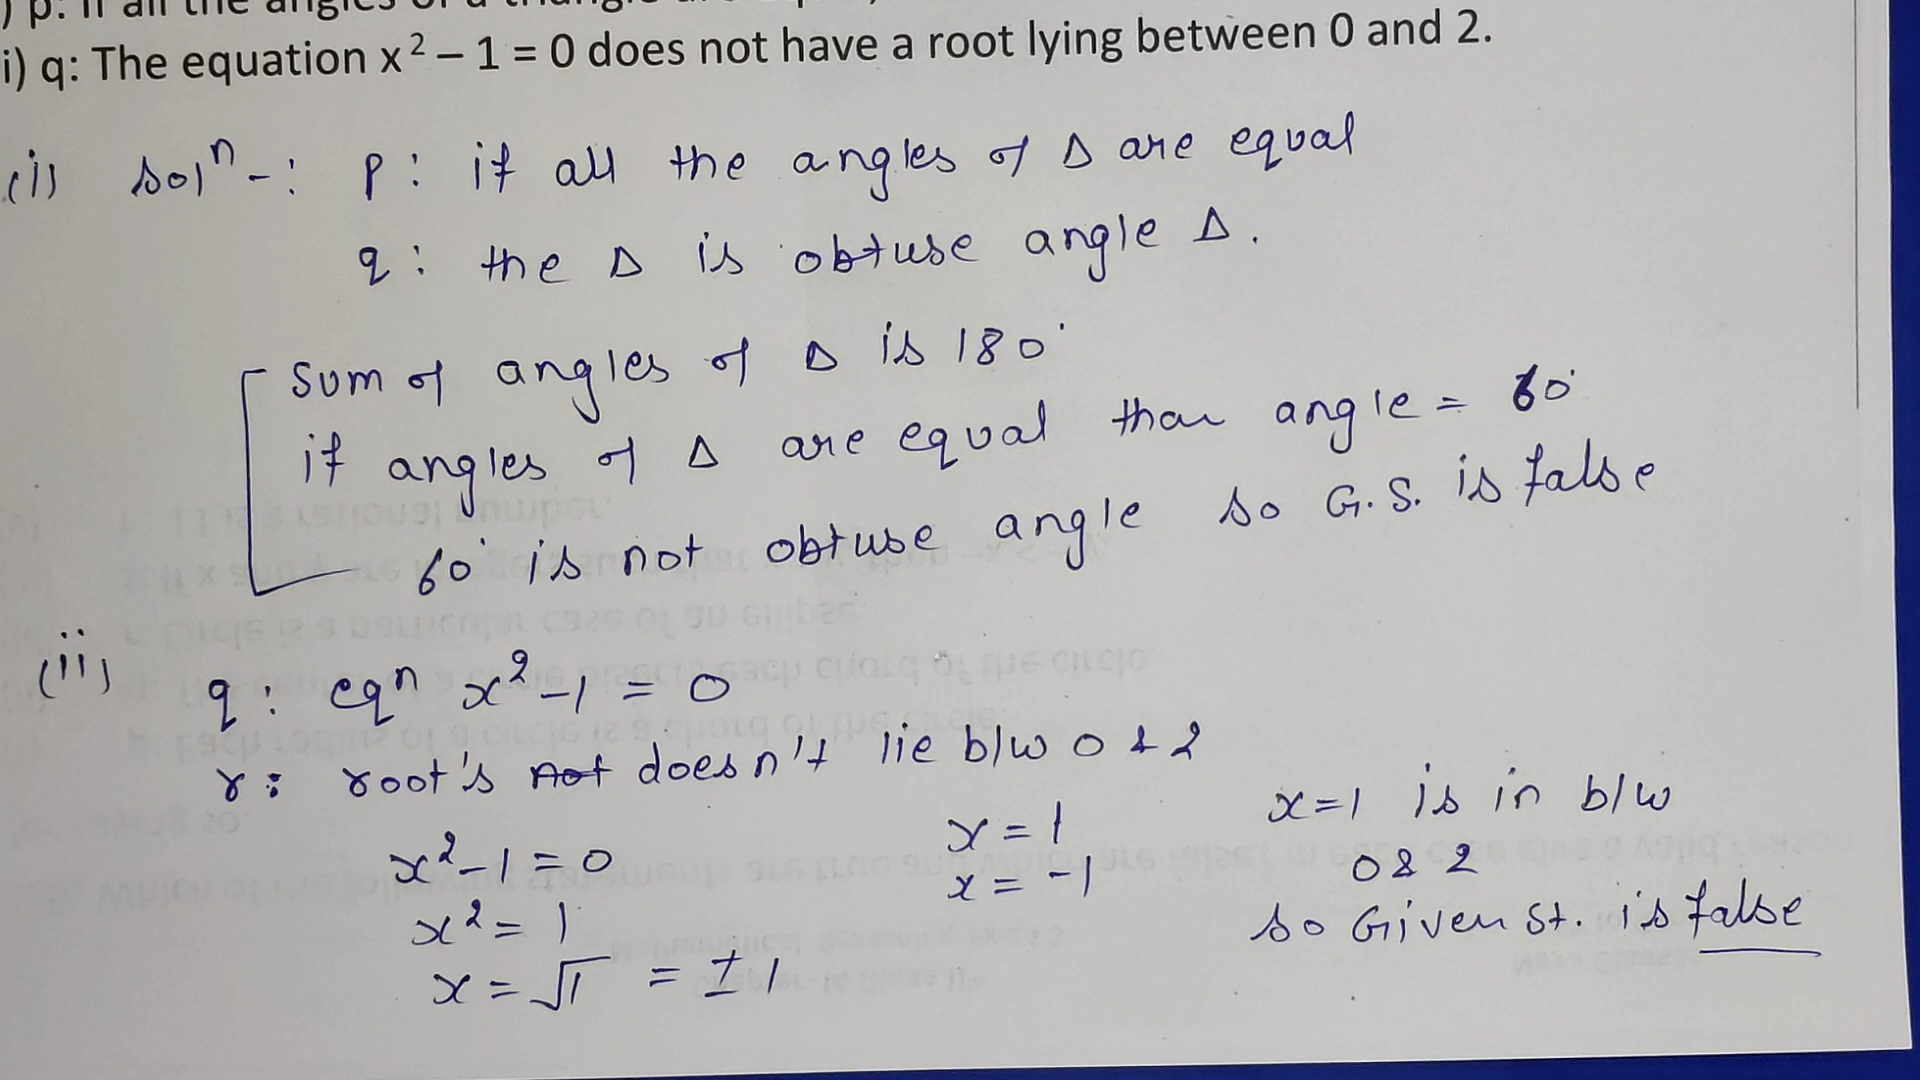 i) q: The equation x² – 1 = 0 does not have a root lying between 0 and 2.
(i) solⁿ -: p: if all the angles of Δ are equal
q: the Δ is obtuse angle Δ.
sum of angles of Δ is 180°
if angles of Δ are equal than angle = 60°
60° is not obtuse angle so G.S. is false
(ii) q: eqⁿ x² - 1 = 0
r: root's not doesn't lie b/w 0 & 2
x² - 1 = 0
x² = 1
x = √1 = ± 1
x = 1
x = -1
x = 1 is in b/w
0 & 2
so Given St. is false